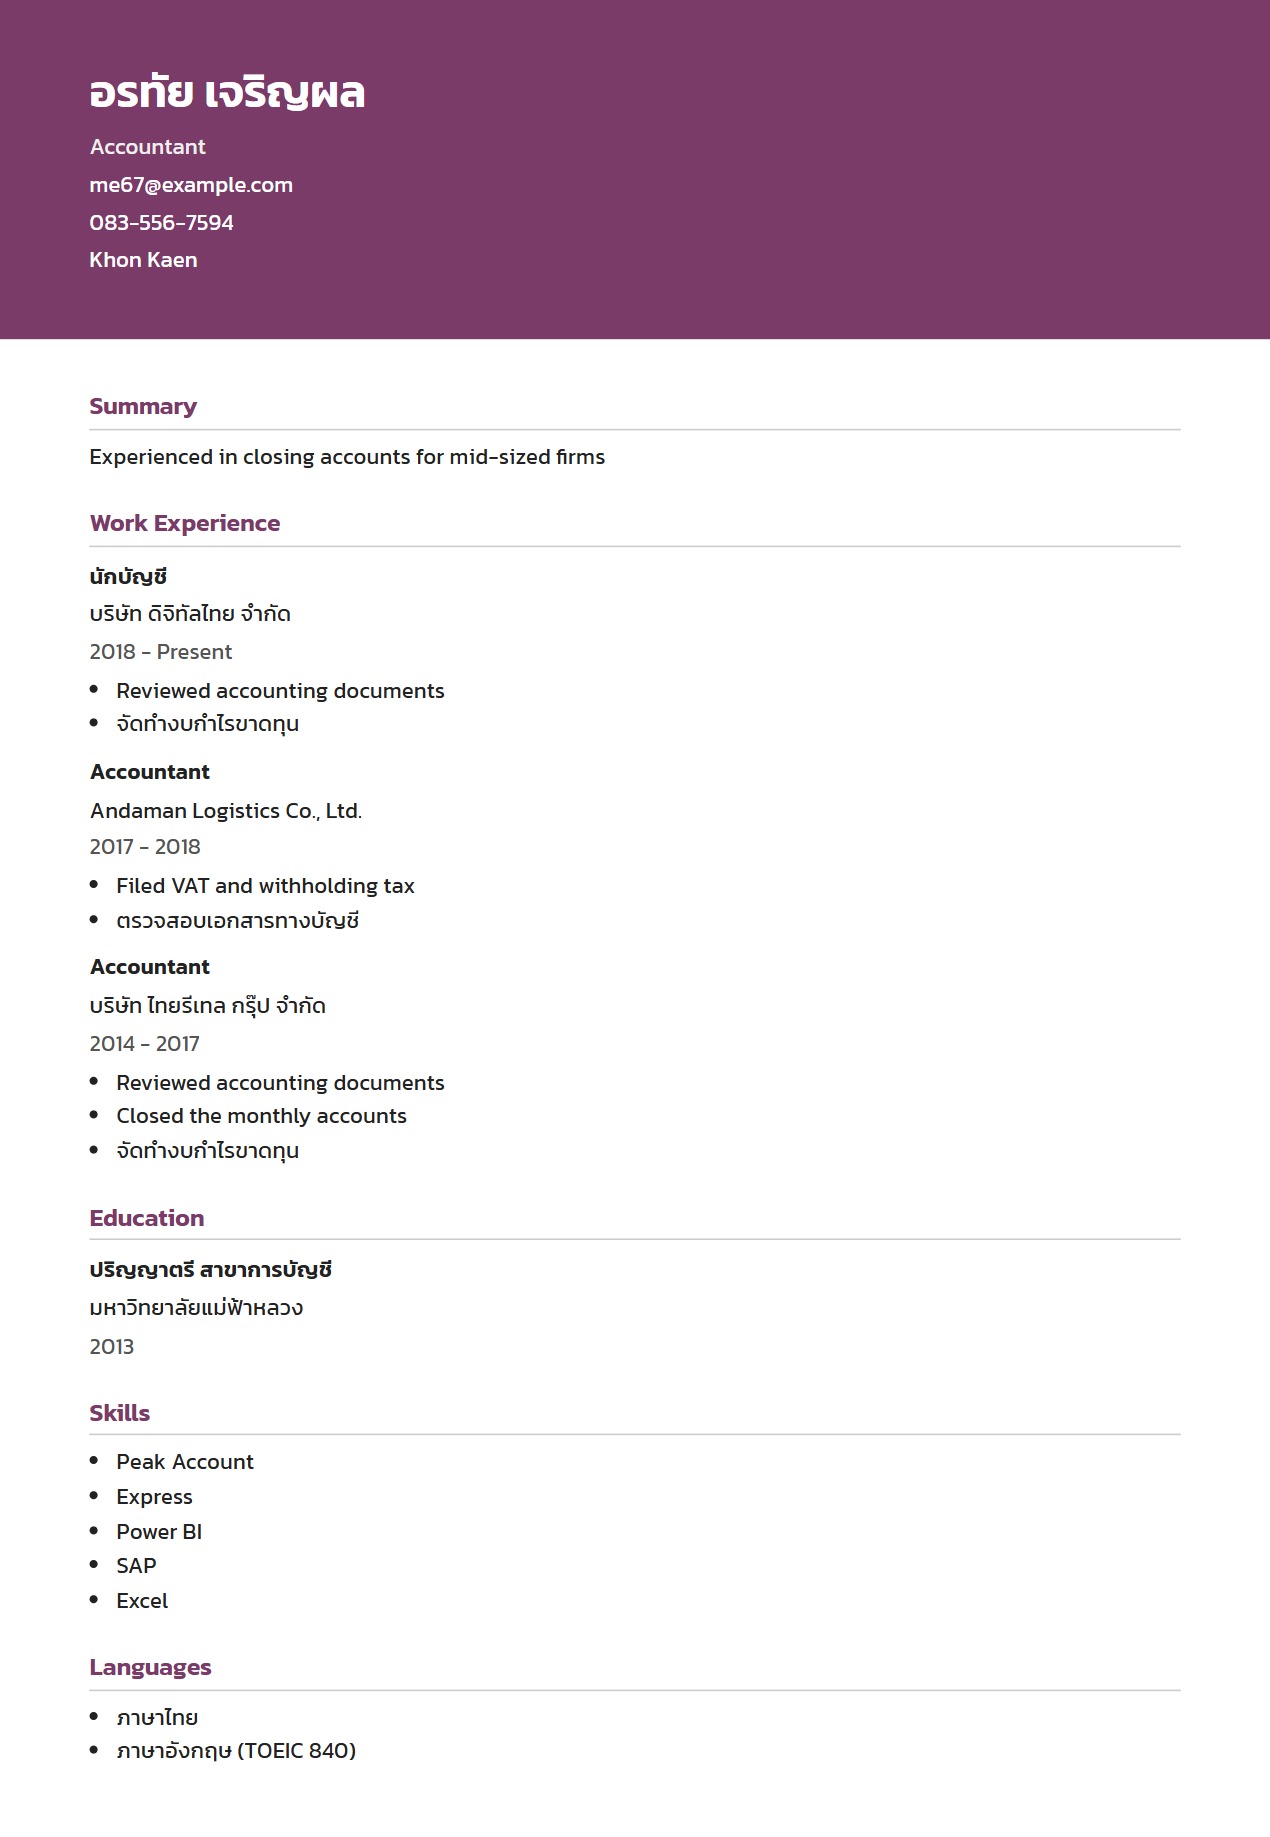 อรทัย เจริญผล
Accountant
me67@example.com
083-556-7594
Khon Kaen
Summary
Experienced in closing accounts for mid-sized firms
Work Experience
นักบัญชี
บริษัท ดิจิทัลไทย จำกัด
2018 - Present
• Reviewed accounting documents
• จัดทำงบกำไรขาดทุน
Accountant
Andaman Logistics Co., Ltd.
2017 - 2018
• Filed VAT and withholding tax
• ตรวจสอบเอกสารทางบัญชี
Accountant
บริษัท ไทยรีเทล กรุ๊ป จำกัด
2014 - 2017
• Reviewed accounting documents
• Closed the monthly accounts
• จัดทำงบกำไรขาดทุน
Education
ปริญญาตรี สาขาการบัญชี
มหาวิทยาลัยแม่ฟ้าหลวง
2013
Skills
• Peak Account
• Express
• Power BI
• SAP
• Excel
Languages
• ภาษาไทย
• ภาษาอังกฤษ (TOEIC 840)